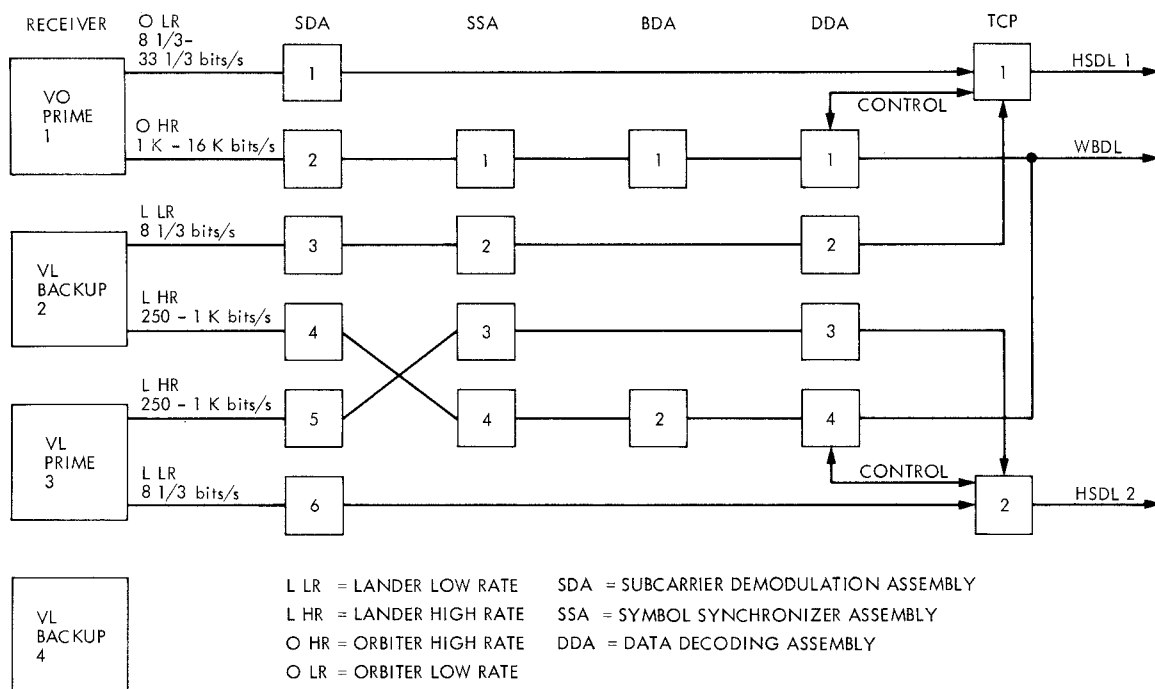 RECEIVER
SDA
SSA
BDA
DDA
TCP
O LR
8 1/3-
33 1/3 bits/s
VO
PRIME
1
1
1
HSDL 1
CONTROL
O HR
1 K - 16 K bits/s
2
1
1
1
WBDL
L LR
8 1/3 bits/s
VL
BACKUP
2
3
2
2
L HR
250 - 1 K bits/s
4
3
3
L HR
250 - 1 K bits/s
VL
PRIME
3
5
4
2
4
CONTROL
L LR
8 1/3 bits/s
6
2
HSDL 2
VL
BACKUP
4
L LR = LANDER LOW RATE
L HR = LANDER HIGH RATE
O HR = ORBITER HIGH RATE
O LR = ORBITER LOW RATE
SDA = SUBCARRIER DEMODULATION ASSEMBLY
SSA = SYMBOL SYNCHRONIZER ASSEMBLY
DDA = DATA DECODING ASSEMBLY